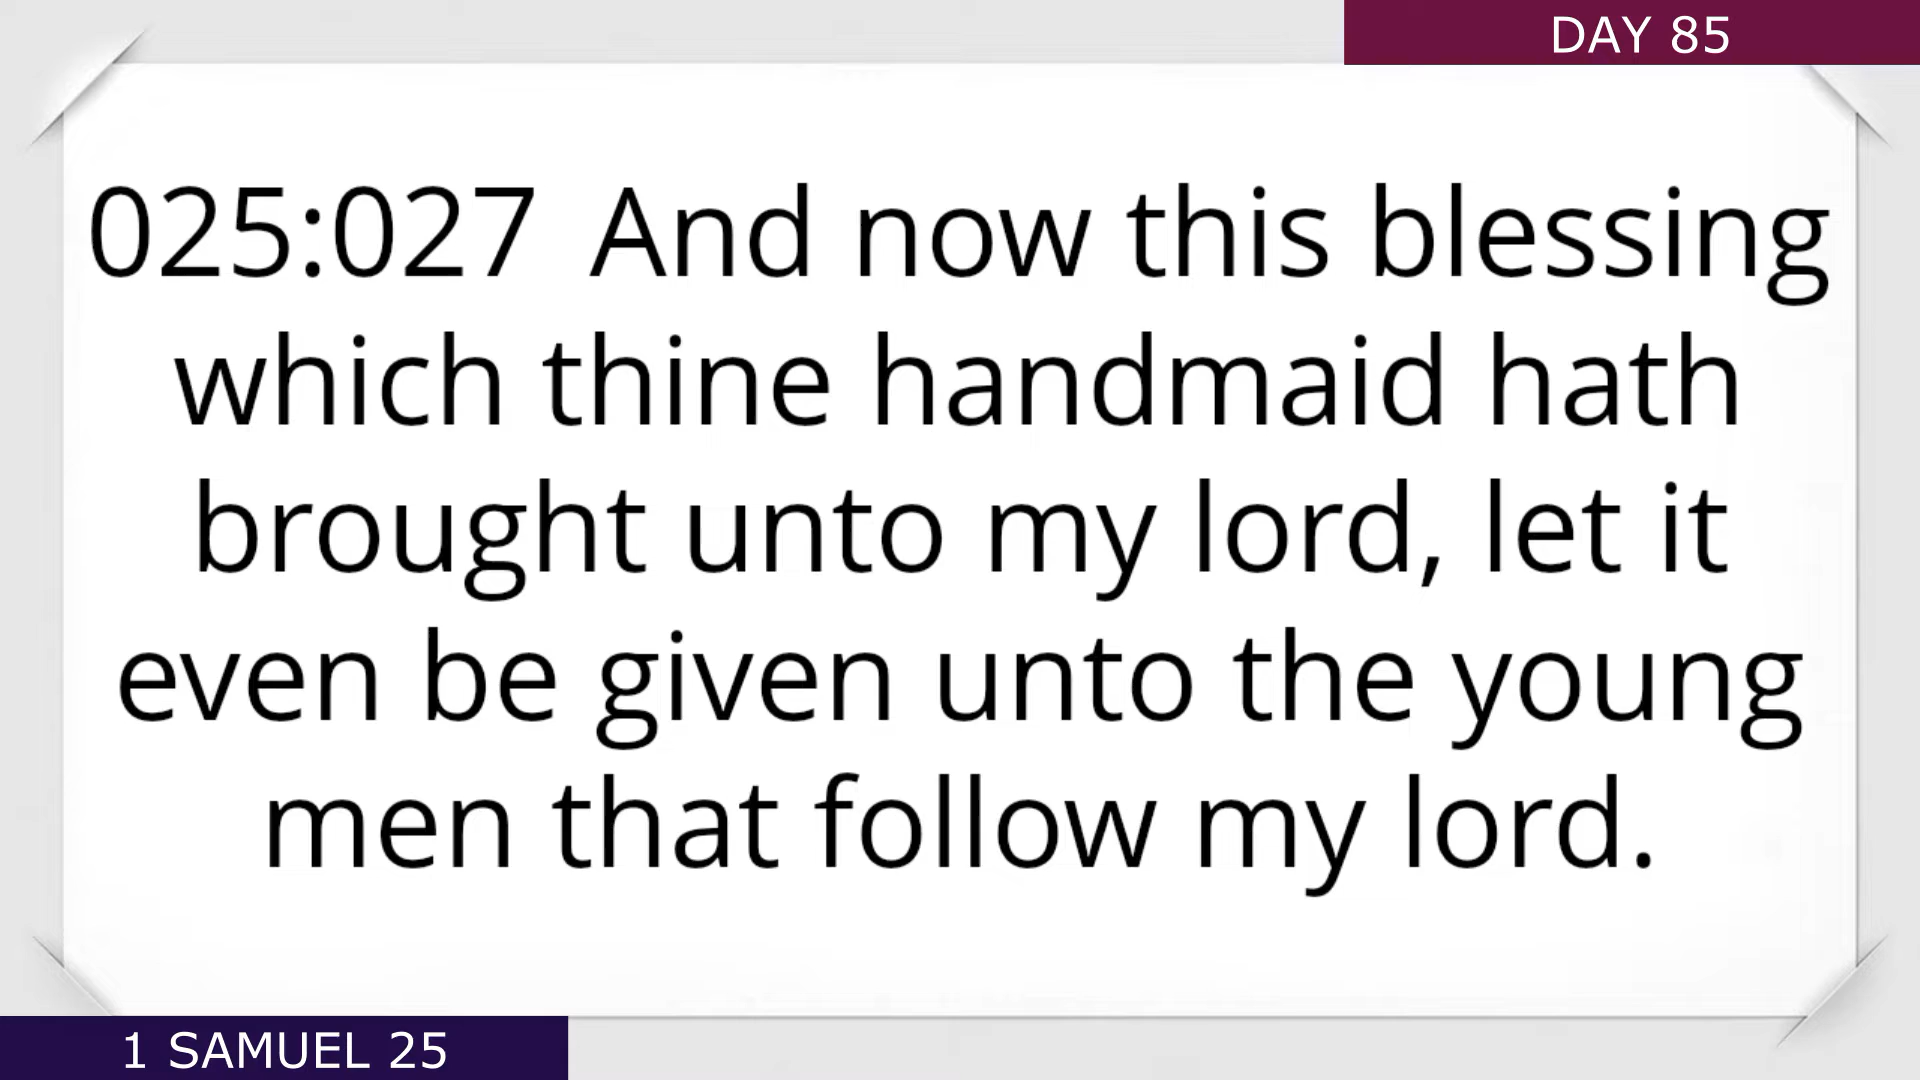 DAY 85
025:027 And now this blessing
which thine handmaid hath
brought unto my lord, let it
even be given unto the young
men that follow my lord.
1 SAMUEL 25